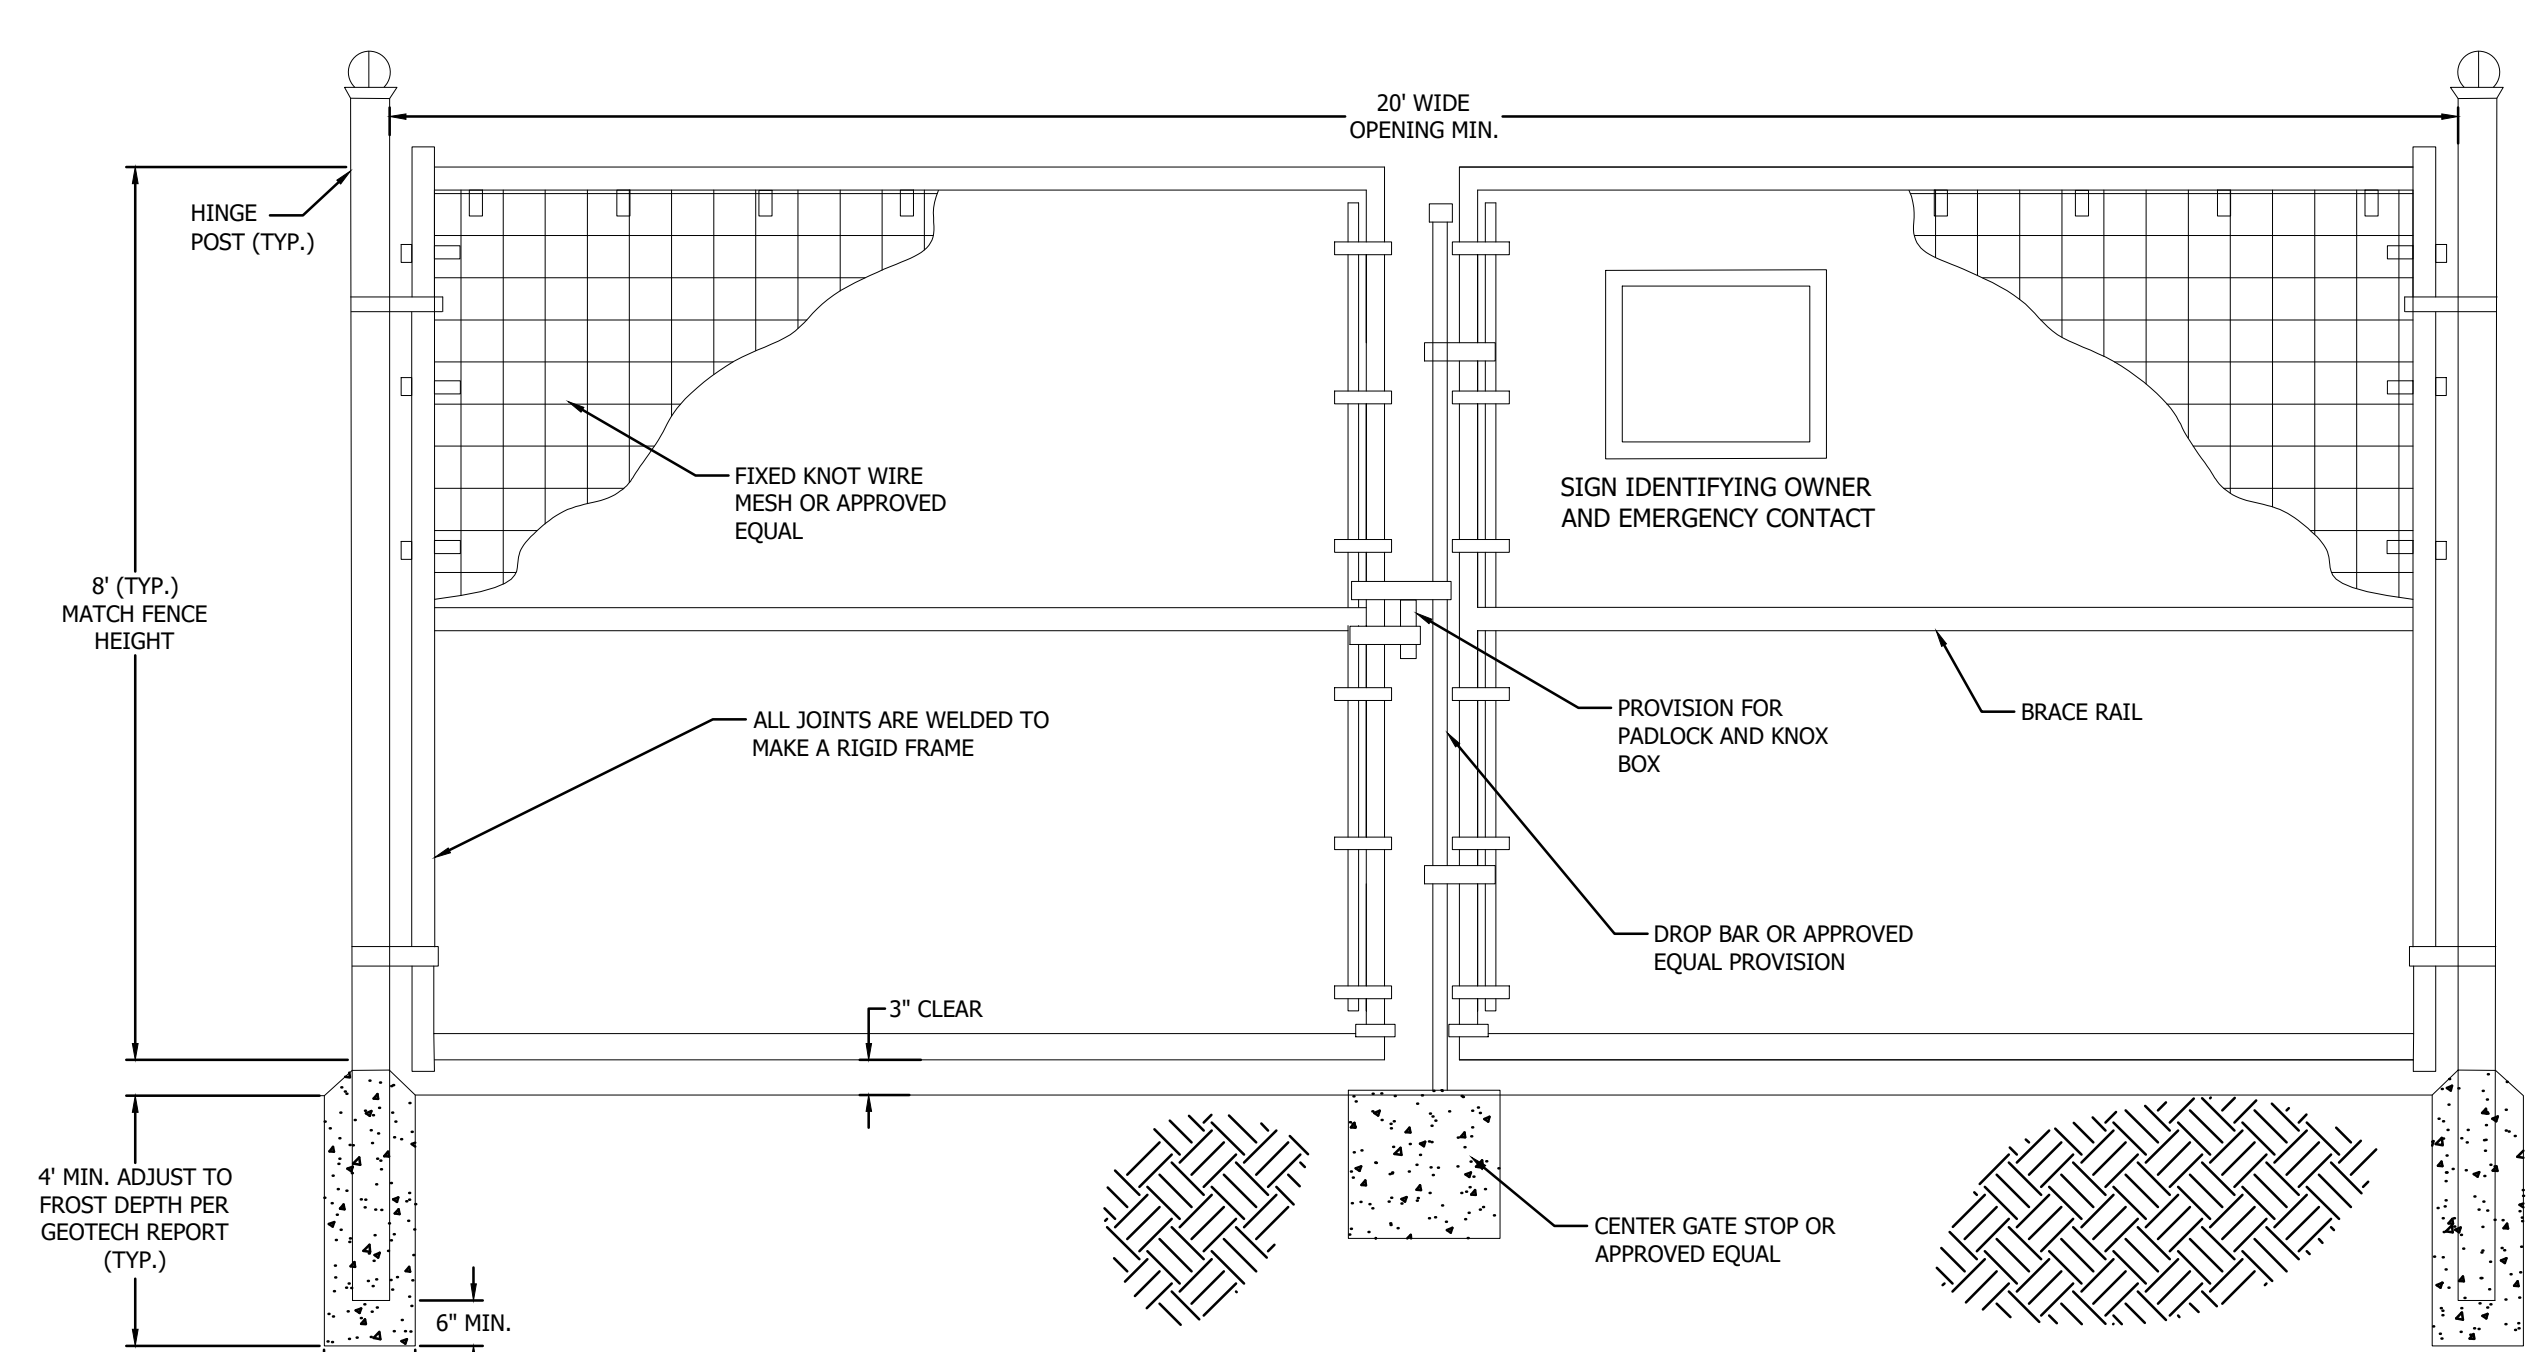 20' WIDE
OPENING MIN.
HINGE
POST (TYP.)
FIXED KNOT WIRE
MESH OR APPROVED
EQUAL
SIGN IDENTIFYING OWNER
AND EMERGENCY CONTACT
8' (TYP.)
MATCH FENCE
HEIGHT
ALL JOINTS ARE WELDED TO
MAKE A RIGID FRAME
PROVISION FOR
PADLOCK AND KNOX
BOX
BRACE RAIL
DROP BAR OR APPROVED
EQUAL PROVISION
3" CLEAR
4' MIN. ADJUST TO
FROST DEPTH PER
GEOTECH REPORT
(TYP.)
CENTER GATE STOP OR
APPROVED EQUAL
6" MIN.